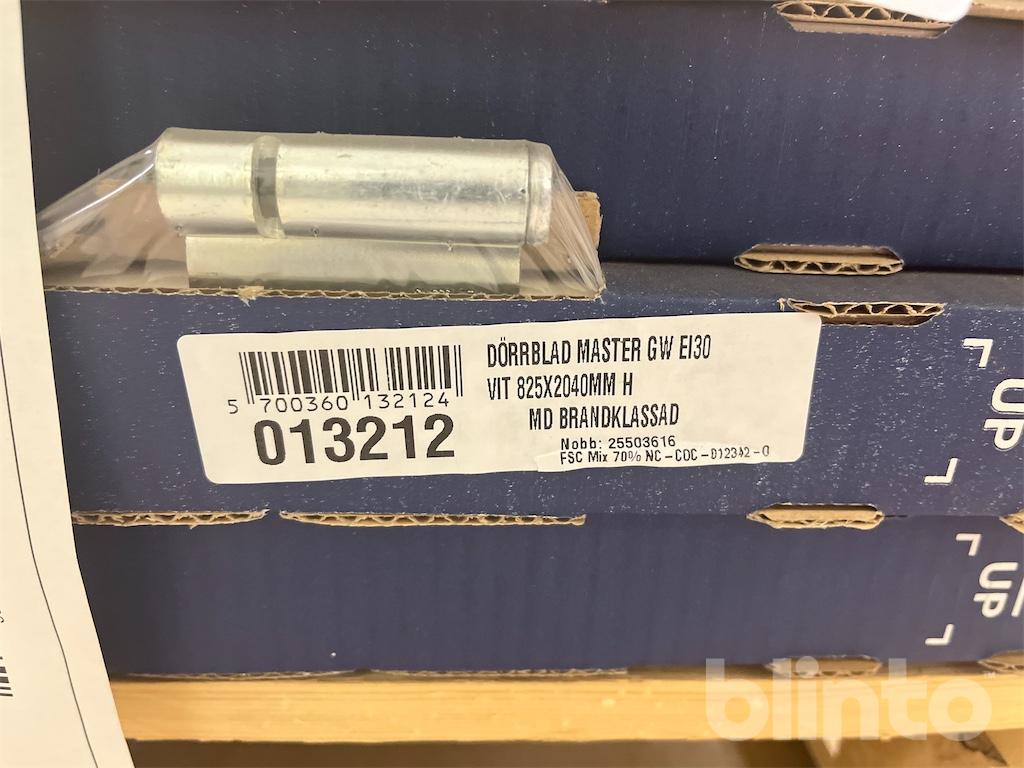 DÖRRBLAD MASTER GW EI30
VIT 825X2040MM H
MD BRANDKLASSAD
Nobb: 25503616
FSC Mix 70% NC-COC-012342-0
5 700360 132124
013212
UP
UP
blinto